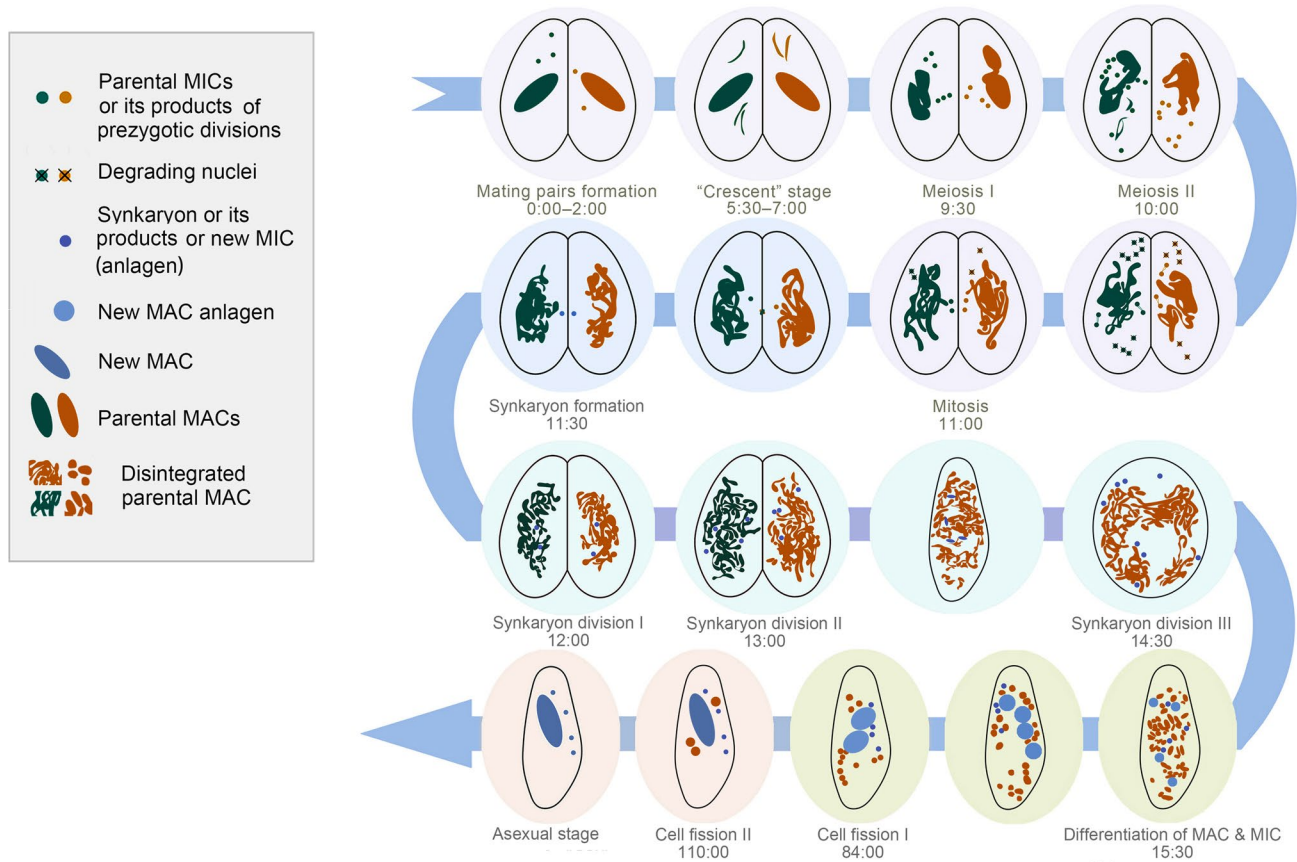 Parental MICs
or its products of
prezygotic divisions
Degrading nuclei
Synkaryon or its
products or new MIC
(anlagen)
New MAC anlagen
New MAC
Parental MACs
Disintegrated
parental MAC
Mating pairs formation
0:00–2:00
“Crescent” stage
5:30–7:00
Meiosis I
9:30
Meiosis II
10:00
Synkaryon formation
11:30
Mitosis
11:00
Synkaryon division I
12:00
Synkaryon division II
13:00
Synkaryon division III
14:30
Asexual stage
Cell fission II
110:00
Cell fission I
84:00
Differentiation of MAC & MIC
15:30